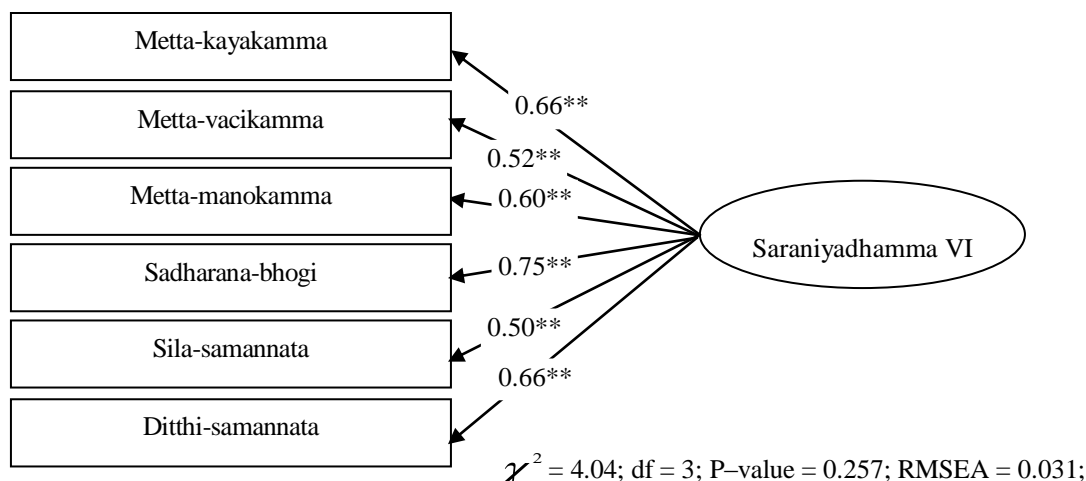 Metta-kayakamma
0.66**
Metta-vacikamma
0.52**
Metta-manokamma
0.60**
Saraniyadhamma VI
Sadharana-bhogi
0.75**
Sila-samannata
0.50**
0.66**
Ditthi-samannata
χ² = 4.04; df = 3; P–value = 0.257; RMSEA = 0.031;